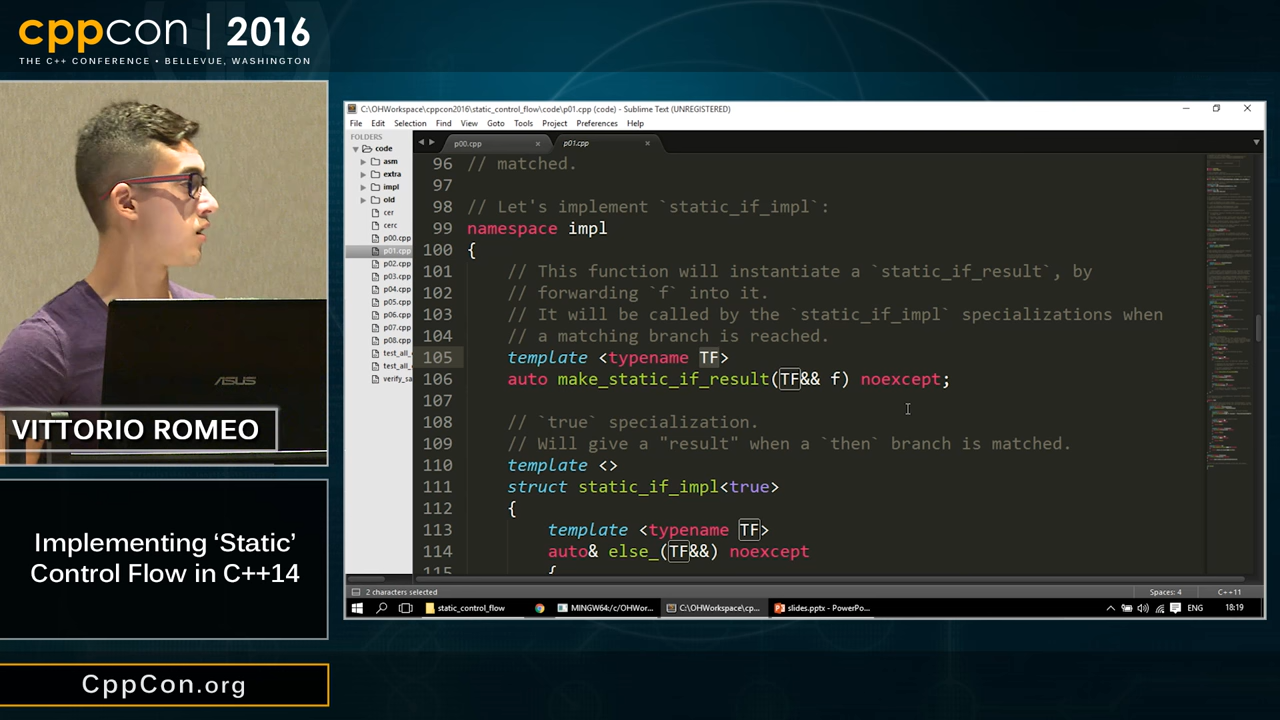 cppcon | 2016
THE C++ CONFERENCE • BELLEVUE, WASHINGTON
ASUS
VITTORIO ROMEO
Implementing ‘Static’
Control Flow in C++14
CppCon.org
C:\OHWorkspace\cppcon2016\static_control_flow\code\p01.cpp (code) - Sublime Text (UNREGISTERED)
File Edit Selection Find View Goto Tools Project Preferences Help
FOLDERS
code
asm
extra
impl
old
cer
cerc
p00.cpp
p01.cpp
p02.cpp
p03.cpp
p04.cpp
p05.cpp
p06.cpp
p07.cpp
p08.cpp
test_all_
test_all_
verify_sa
p00.cpp p01.cpp
96 // matched.
97
98 // Let's implement `static_if_impl`:
99 namespace impl
100 {
101 // This function will instantiate a `static_if_result`, by
102 // forwarding `f` into it.
103 // It will be called by the `static_if_impl` specializations when
104 // a matching branch is reached.
105 template <typename TF>
106 auto make_static_if_result(TF&& f) noexcept;
107
108 // `true` specialization.
109 // Will give a "result" when a `then` branch is matched.
110 template <>
111 struct static_if_impl<true>
112 {
113 template <typename TF>
114 auto& else_(TF&&) noexcept
115 {
2 characters selected Spaces: 4 C++11
static_control_flow MINGW64:/c/OHWor... C:\OHWorkspace\cp... slides.pptx - PowerPo... ENG 18:19